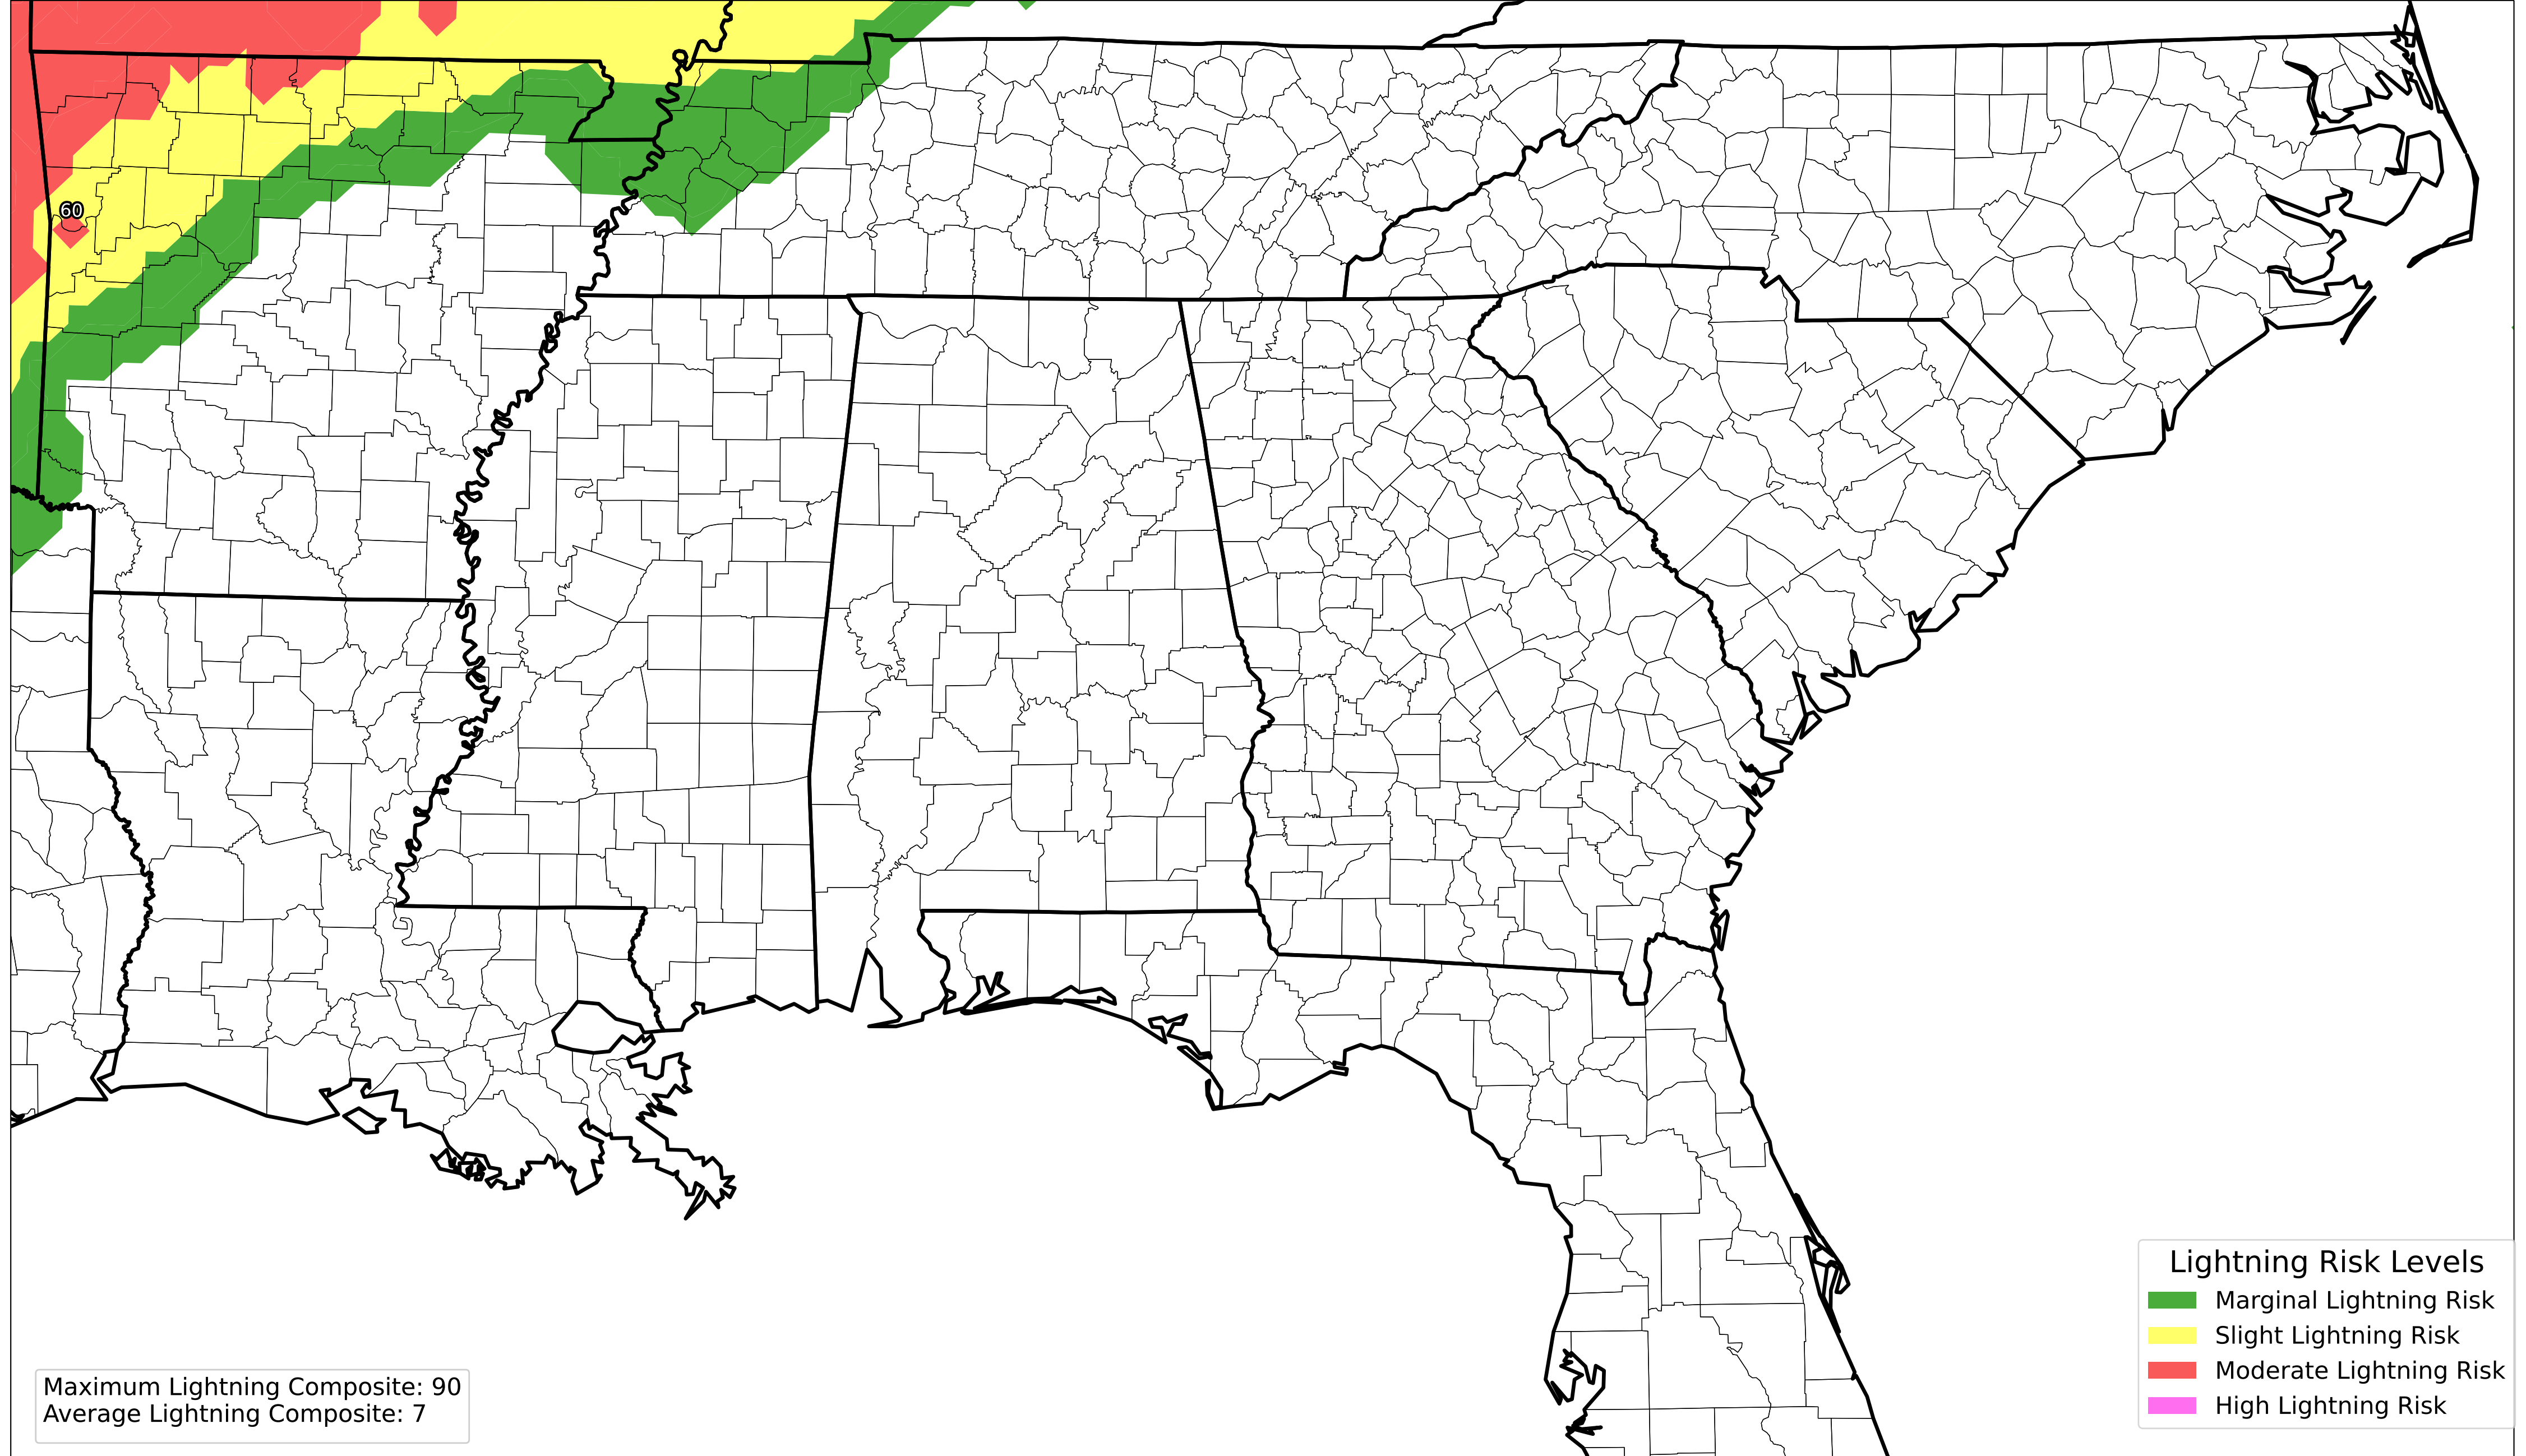 60
Lightning Risk Levels
Marginal Lightning Risk
Slight Lightning Risk
Moderate Lightning Risk
High Lightning Risk
Maximum Lightning Composite: 90
Average Lightning Composite: 7